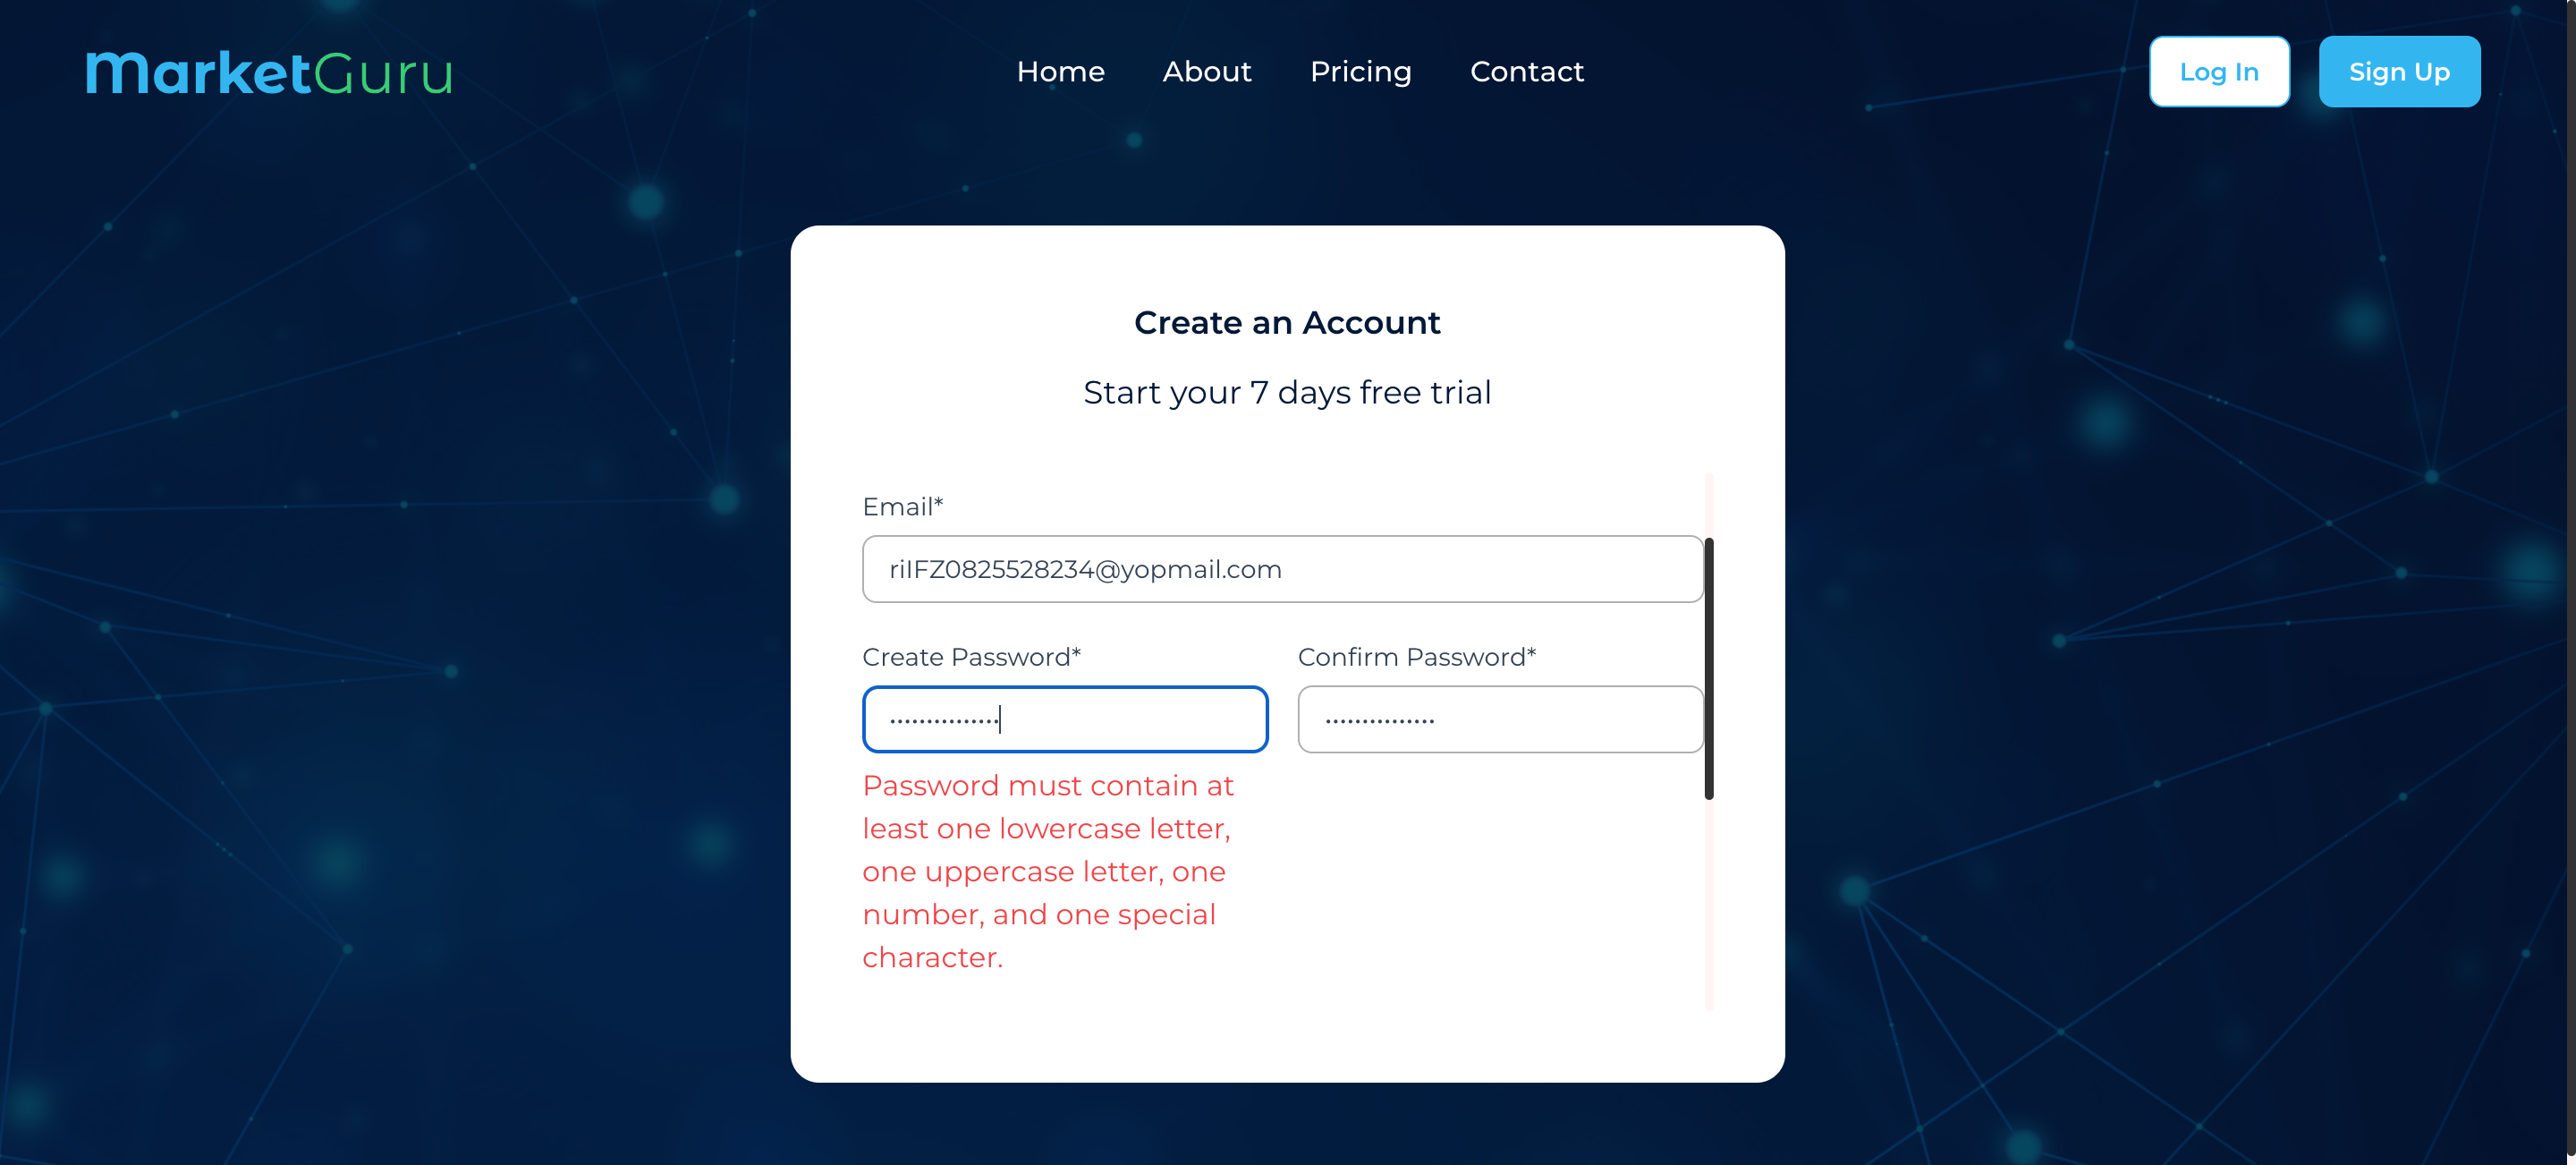 marketGuru
Home About Pricing Contact
Log In Sign Up
Create an Account
Start your 7 days free trial
Email*
riIFZ0825528234@yopmail.com
Create Password* Confirm Password*
Password must contain at
least one lowercase letter,
one uppercase letter, one
number, and one special
character.